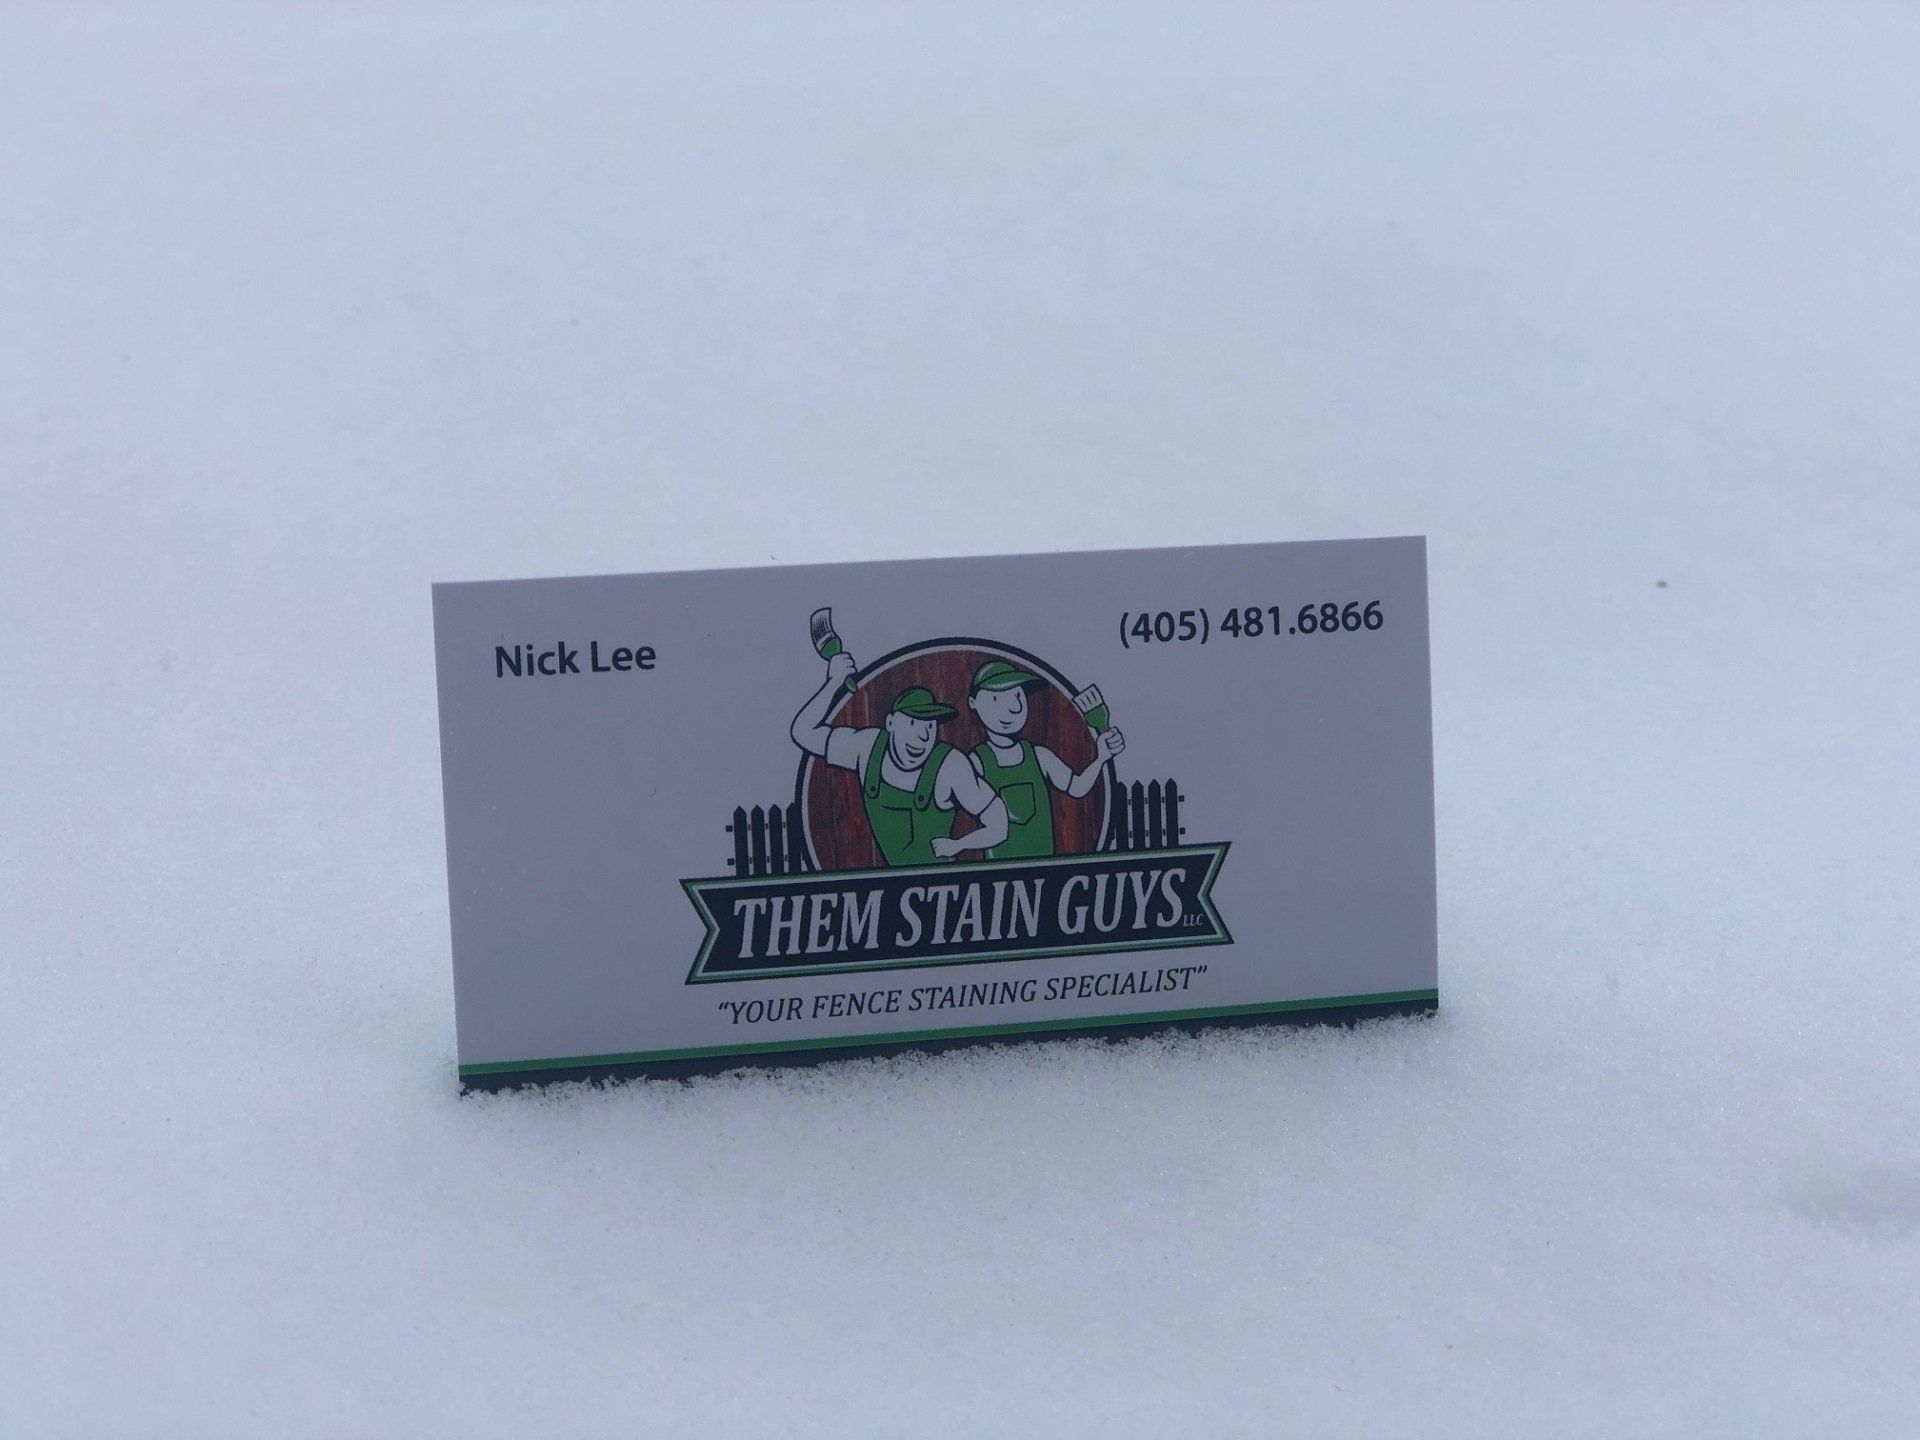 Nick Lee
(405) 481.6866
THEM STAIN GUYS LLC
"YOUR FENCE STAINING SPECIALIST"